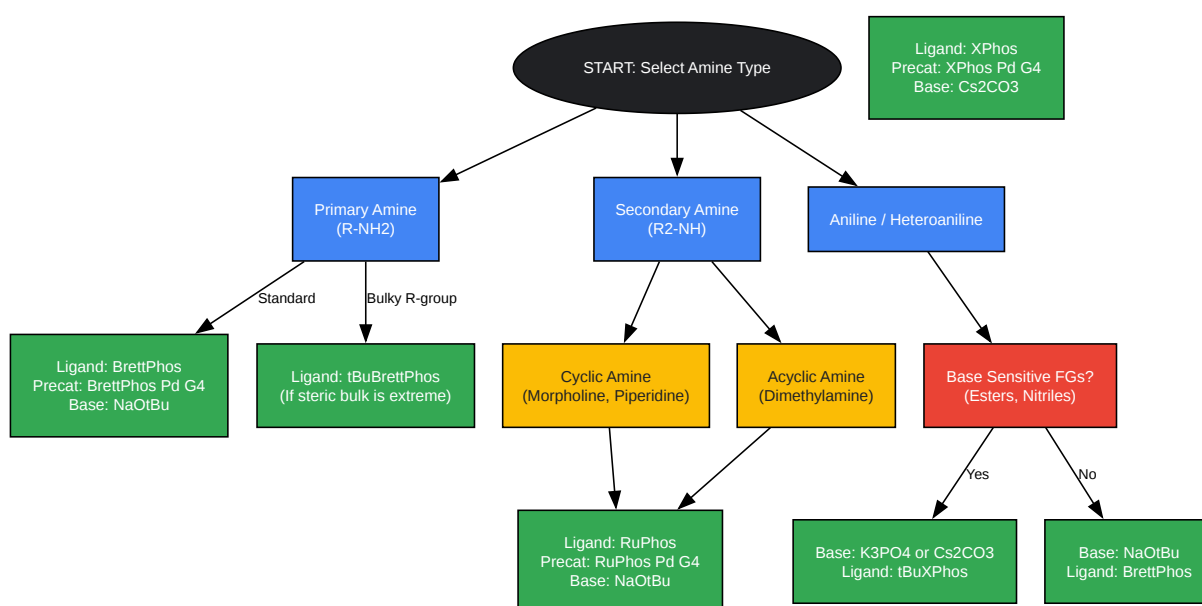 START: Select Amine Type
Ligand: XPhos
Precat: XPhos Pd G4
Base: Cs2CO3
Primary Amine
(R-NH2)
Secondary Amine
(R2-NH)
Aniline / Heteroaniline
Standard
Bulky R-group
Ligand: BrettPhos
Precat: BrettPhos Pd G4
Base: NaOtBu
Ligand: tBuBrettPhos
(If steric bulk is extreme)
Cyclic Amine
(Morpholine, Piperidine)
Acyclic Amine
(Dimethylamine)
Base Sensitive FGs?
(Esters, Nitriles)
Yes
No
Ligand: RuPhos
Precat: RuPhos Pd G4
Base: NaOtBu
Base: K3PO4 or Cs2CO3
Ligand: tBuXPhos
Base: NaOtBu
Ligand: BrettPhos